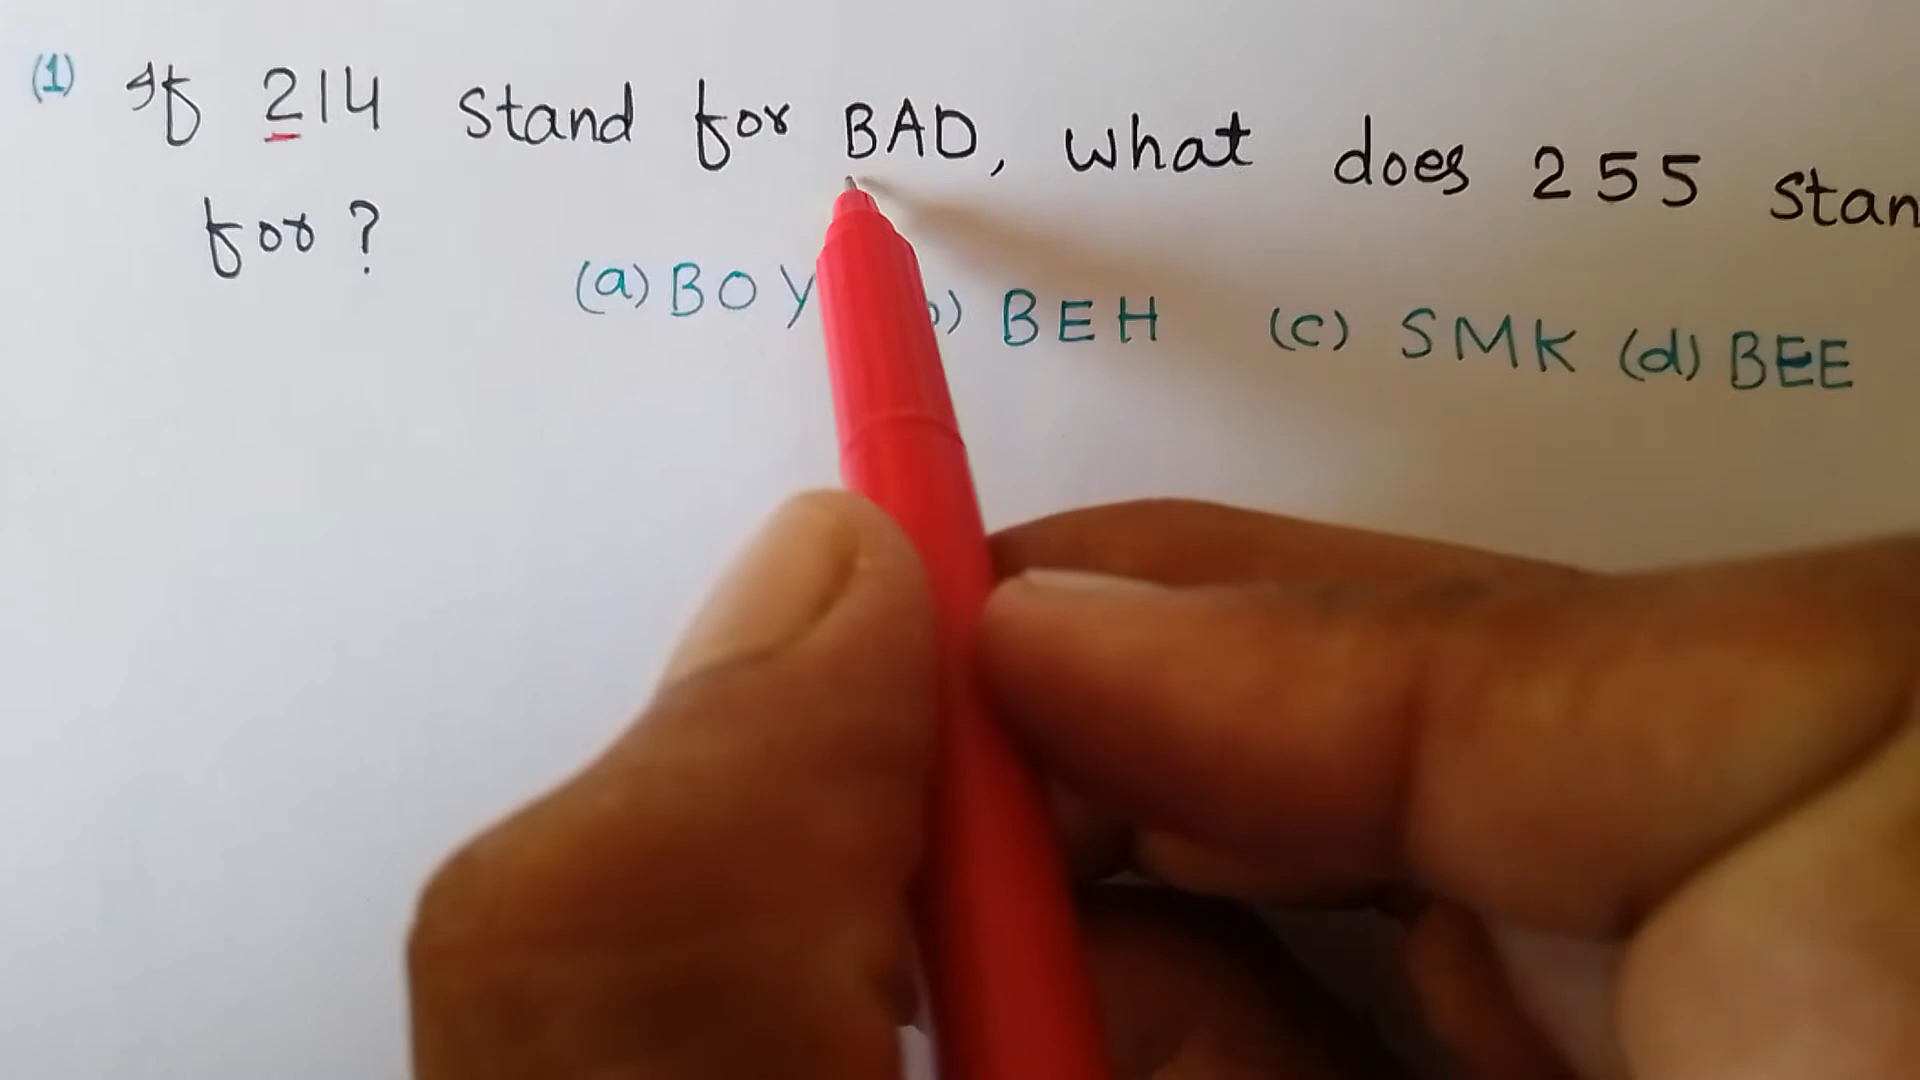 (1) If 214 stand for BAD, what does 255 stan
for?
(a) BOY b) BEH (c) SMK (d) BEE